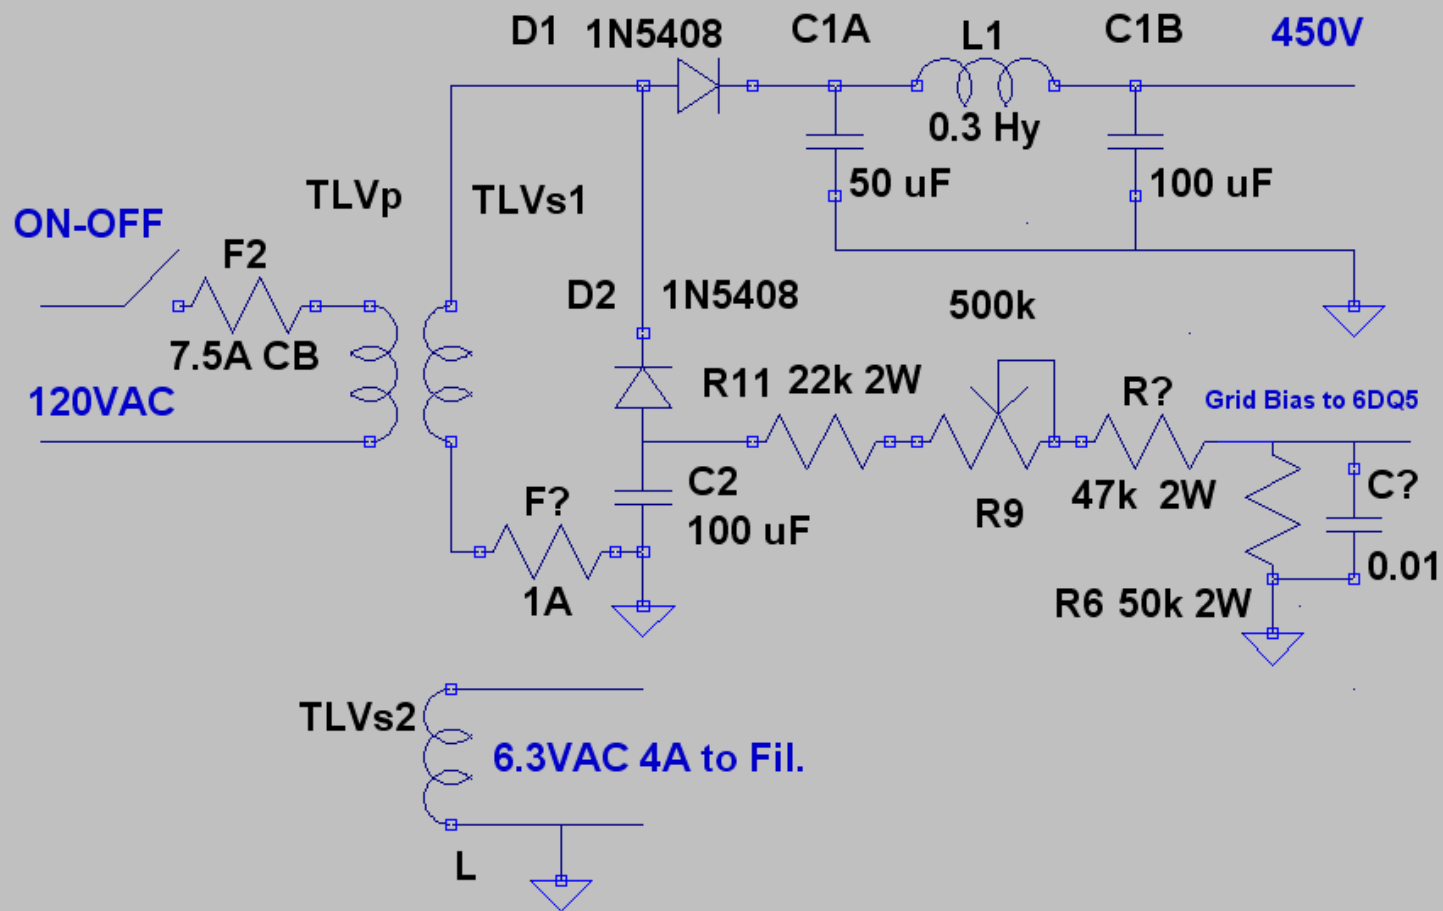 D1 1N5408 C1A L1 C1B 450V
0.3 Hy
50 uF 100 uF
TLVp TLVs1
ON-OFF
F2
D2 1N5408 500k
7.5A CB
R11 22k 2W R?
120VAC Grid Bias to 6DQ5
F? C2 47k 2W C?
100 uF R9
1A R6 50k 2W 0.01
TLVs2
6.3VAC 4A to Fil.
L